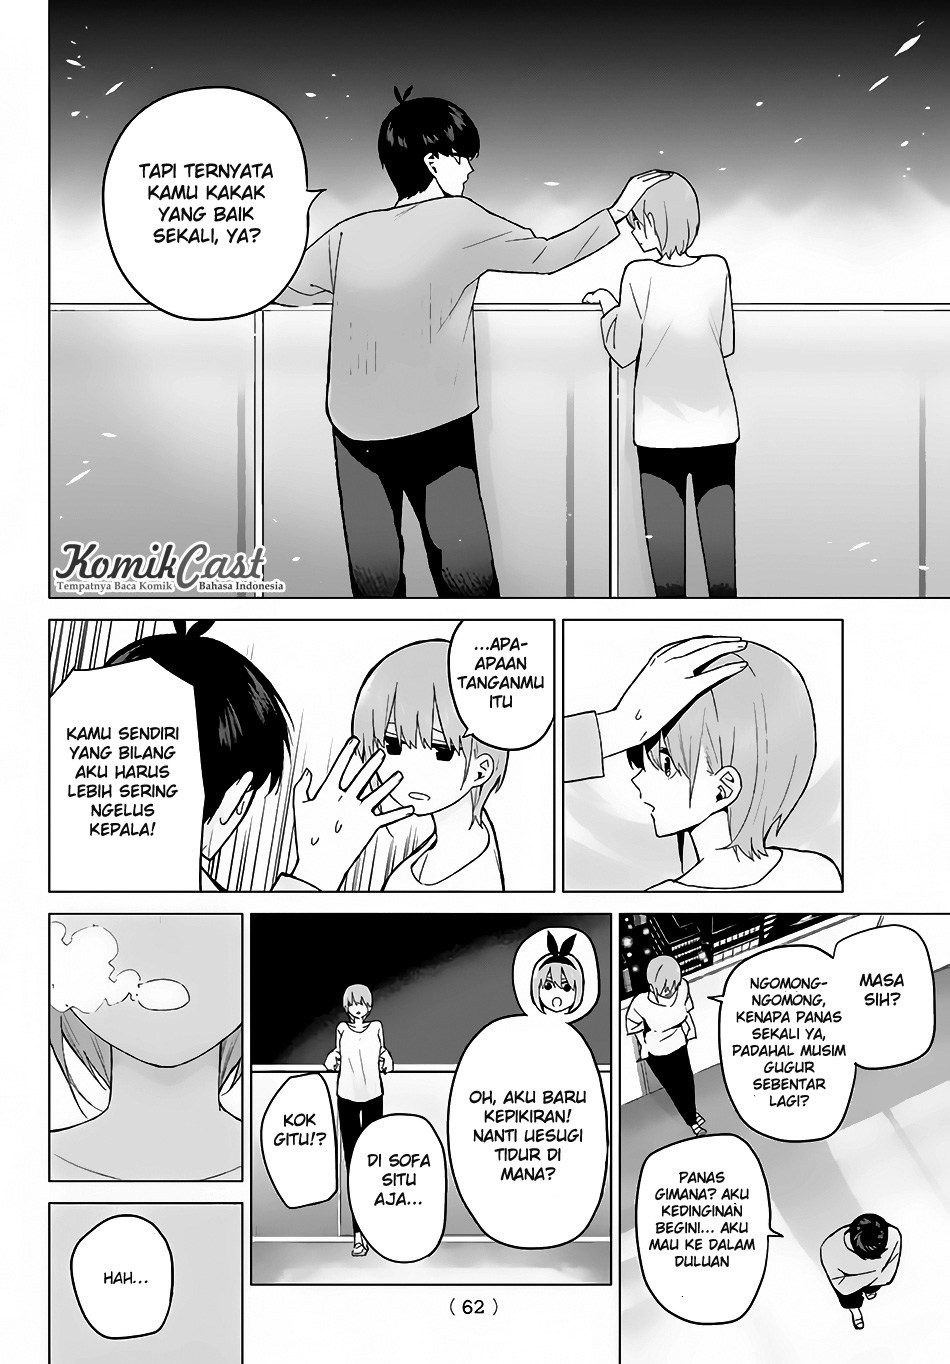 TAPI TERNYATA
KAMU KAKAK
YANG BAIK
SEKALI, YA?
KomikCast
Tempatnya Baca Komik Bahasa Indonesia
...APA-
APAAN
TANGANMU
ITU
KAMU SENDIRI
YANG BILANG
AKU HARUS
LEBIH SERING
NGELUS
KEPALA!
MASA
SIH?
NGOMONG-
NGOMONG,
KENAPA PANAS
SEKALI YA,
PADAHAL MUSIM
GUGUR
SEBENTAR
LAGI?
PANAS
GIMANA? AKU
KEDINGINAN
BEGINI... AKU
MAU KE DALAM
DULUAN
OH, AKU BARU
KEPIKIRAN!
NANTI UESUGI
TIDUR DI
MANA?
DI SOFA
SITU
AJA...
KOK
GITU!?
HAH...
( 62 )